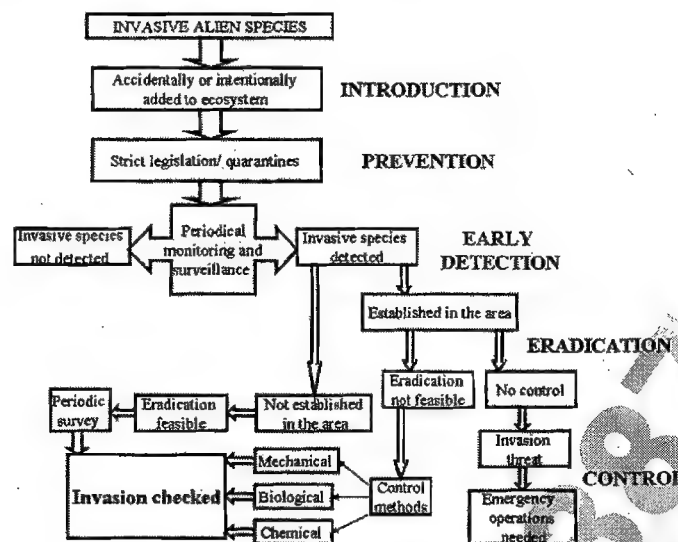 INVASIVE ALIEN SPECIES
Accidentally or intentionally
added to ecosystem
INTRODUCTION
Strict legislation/ quarantines
PREVENTION
Invasive species
not detected
Periodical
monitoring and
surveillance
Invasive species
detected
EARLY
DETECTION
Established in the area
ERADICATION
Periodic
survey
Eradication
feasible
Not established
in the area
Eradication
not feasible
No control
Invasion
threat
Mechanical
Invasion checked
Biological
Control
methods
CONTROL
Chemical
Emergency
operations
needed